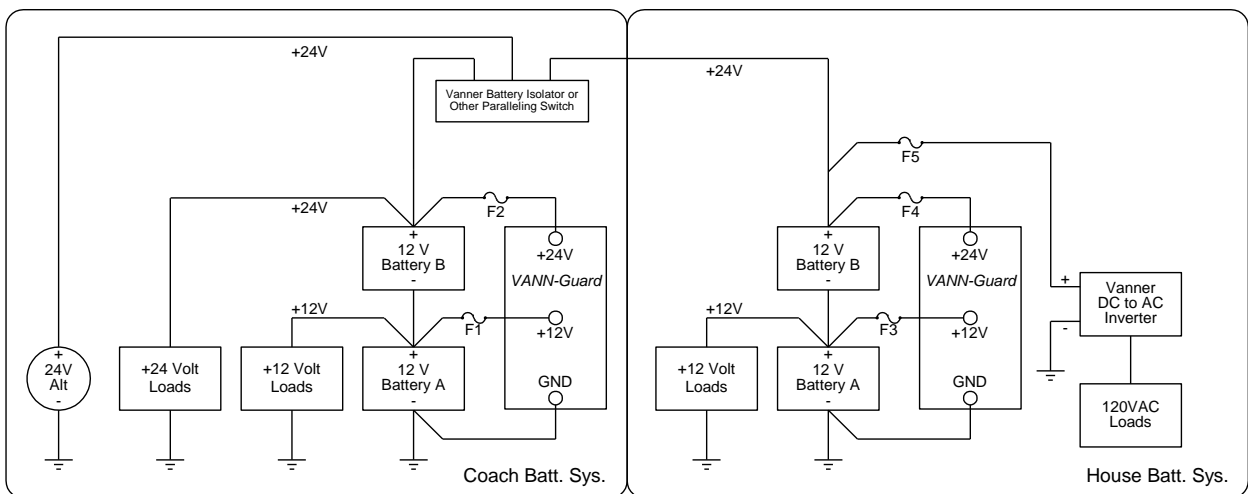 +24V
+24V
Vanner Battery Isolator or
Other Paralleling Switch
+24V
F2
+
12 V
Battery B
-
+24V
VANN-Guard
+12V
GND
+12V
F1
+
24V
Alt
-
+24 Volt
Loads
+12 Volt
Loads
+
12 V
Battery A
-
Coach Batt. Sys.
F5
F4
+
12 V
Battery B
-
+24V
VANN-Guard
+12V
GND
+12V
F3
+12 Volt
Loads
+
12 V
Battery A
-
+
-
Vanner
DC to AC
Inverter
120VAC
Loads
House Batt. Sys.